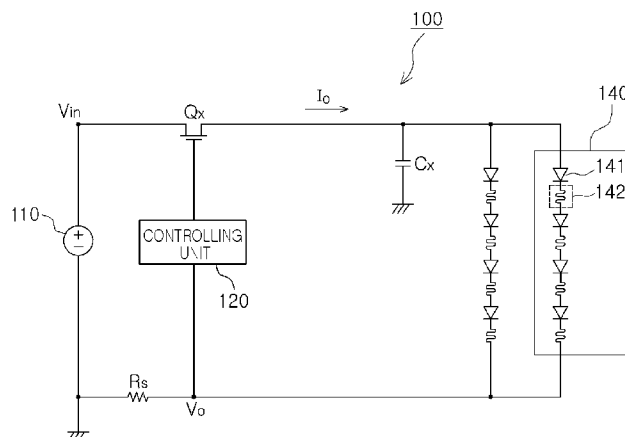 100
Vin
Qx
Io
140
Cx
141
142
110
CONTROLLING
UNIT
120
Rs
Vo